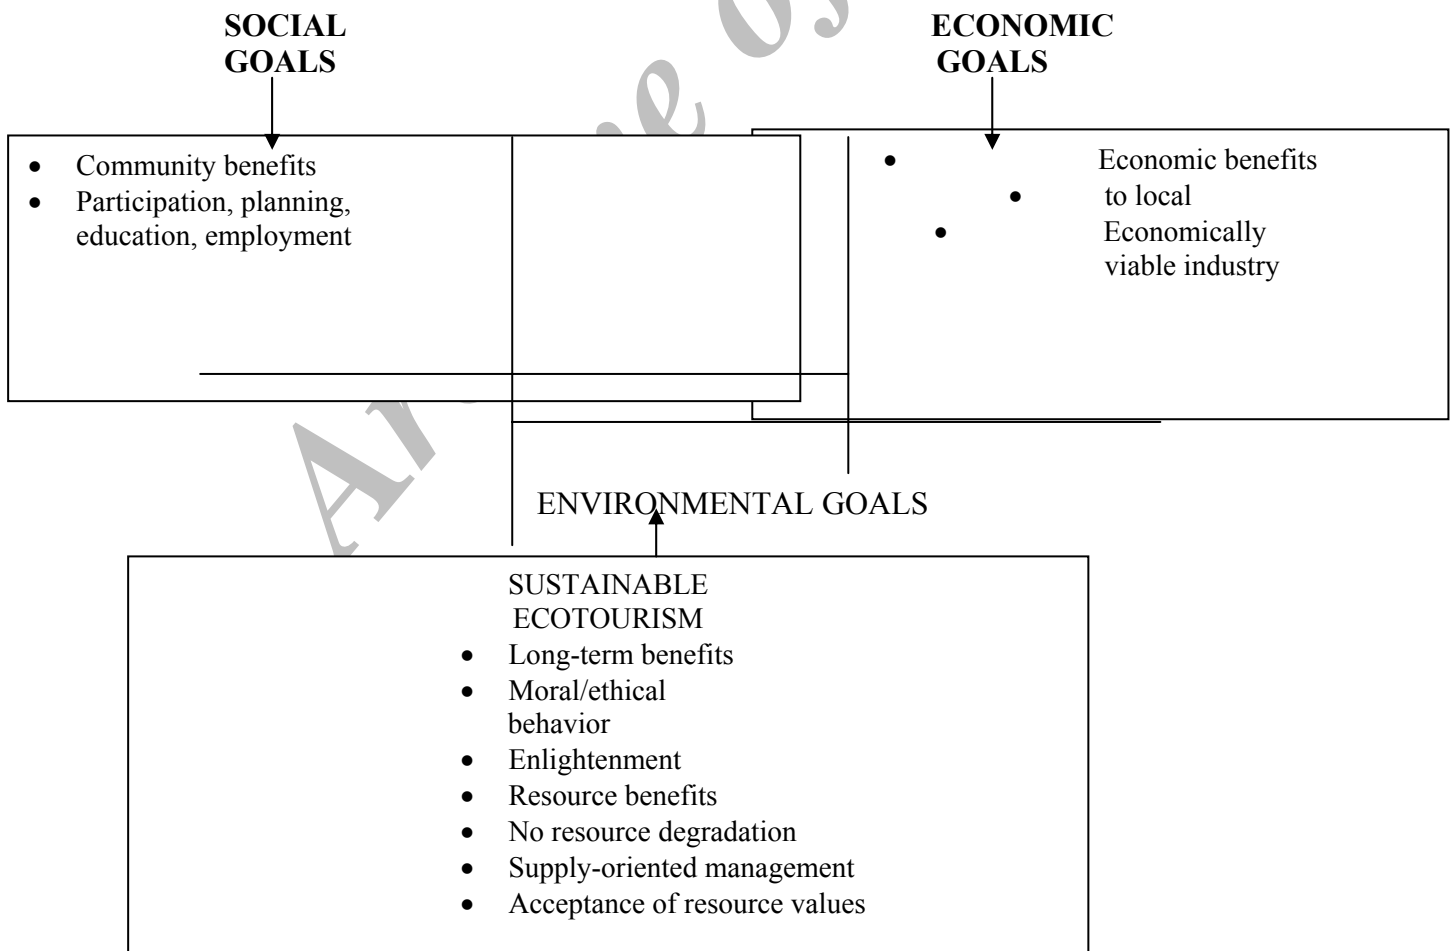 SOCIAL
GOALS
ECONOMIC
GOALS
• Community benefits
• Participation, planning,
education, employment
• Economic benefits
• to local
• Economically
viable industry
ENVIRONMENTAL GOALS
SUSTAINABLE
ECOTOURISM
• Long-term benefits
• Moral/ethical
behavior
• Enlightenment
• Resource benefits
• No resource degradation
• Supply-oriented management
• Acceptance of resource values